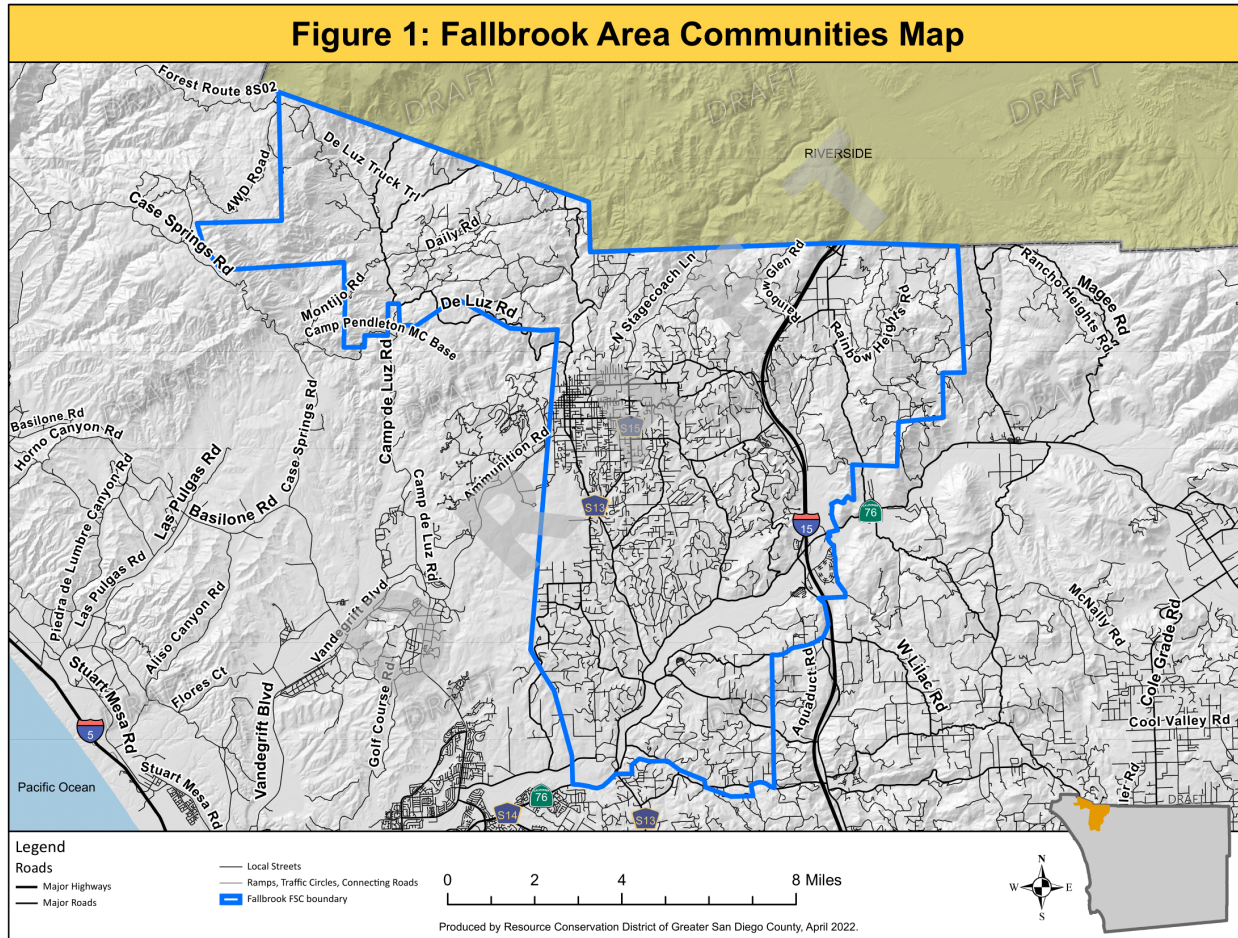 Figure 1: Fallbrook Area Communities Map
Forest Route 8S02
DRAFT
DRAFT
DRAFT
DRAFT
RIVERSIDE
De Luz Truck Trl
4WD Road
Case Springs Rd
Daily Rd
Montijo Rd
De Luz Rd
Camp Pendleton MC Base
N Stagecoach Ln
Rainbow Glen Rd
Rainbow Heights Rd
Rancho Heights Rd
Magee Rd
Camp de Luz Rd
Case Springs Rd
Basilone Rd
Horno Canyon Rd
Piedra de Lumbre Canyon Rd
Las Pulgas Rd
Las Pulgas Rd
Basilone Rd
Ammunition Rd
S15
S13
15
76
Camp de Luz Rd
Aliso Canyon Rd
Vandegrift Blvd
Flores Ct
Stuart Mesa Rd
5
Stuart Mesa Rd
Vandegrift Blvd
Golf Course Rd
Aquaduct Rd
W Lilac Rd
McNally Rd
Cole Grade Rd
Cool Valley Rd
Pacific Ocean
76
S14
S13
ler Rd
DRAFT
Legend
Roads
Major Highways
Major Roads
Local Streets
Ramps, Traffic Circles, Connecting Roads
Fallbrook FSC boundary
0 2 4 8 Miles
Produced by Resource Conservation District of Greater San Diego County, April 2022.
N
W E
S